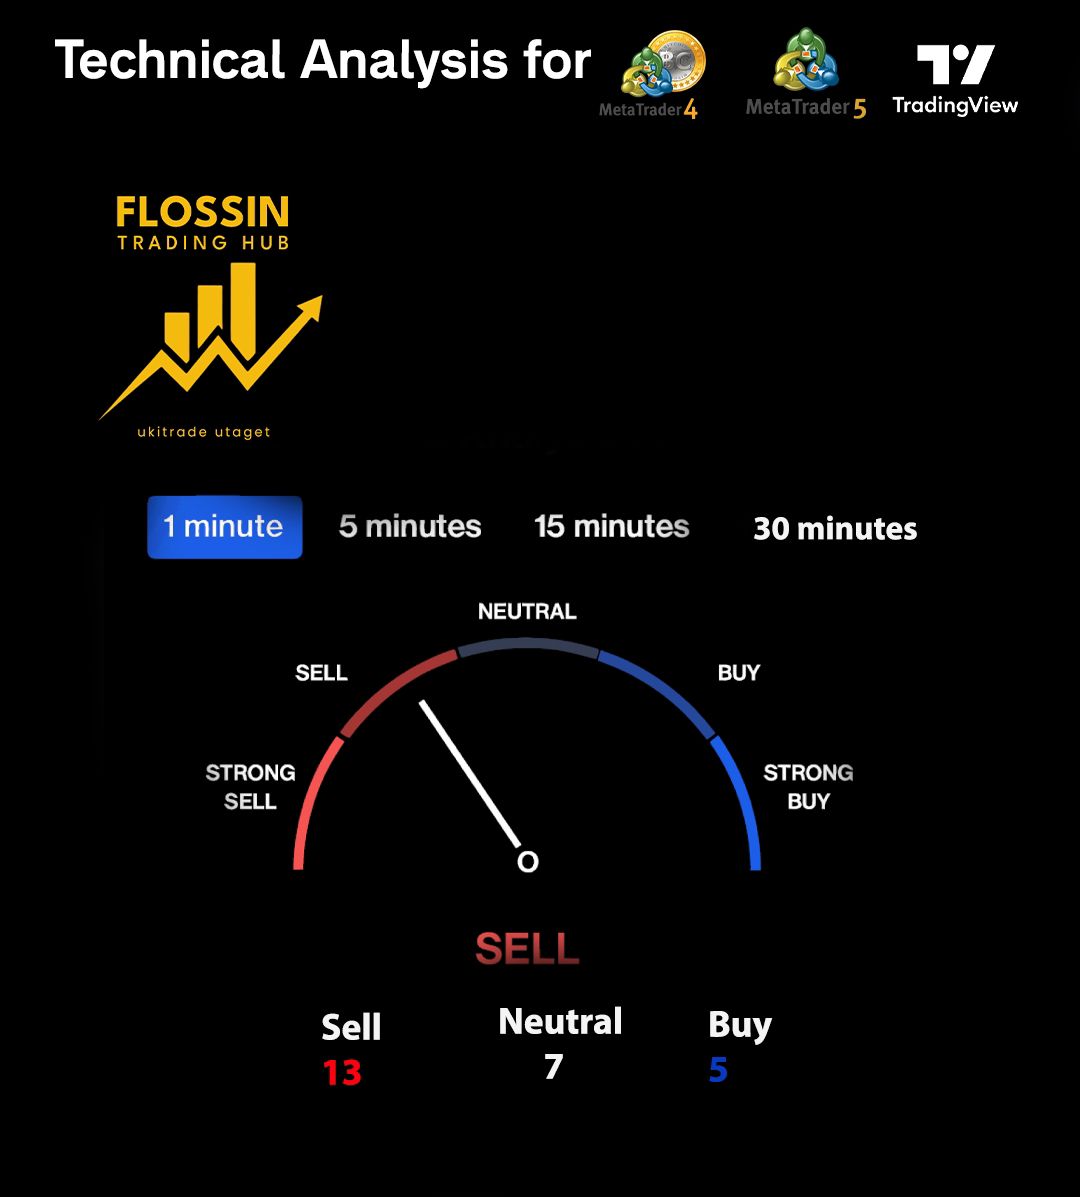 Technical Analysis for
MetaTrader 4
MetaTrader 5
TradingView
FLOSSIN
TRADING HUB
ukitrade utaget
1 minute
5 minutes
15 minutes
30 minutes
NEUTRAL
SELL
BUY
STRONG
SELL
STRONG
BUY
SELL
Sell
Neutral
Buy
13
7
5